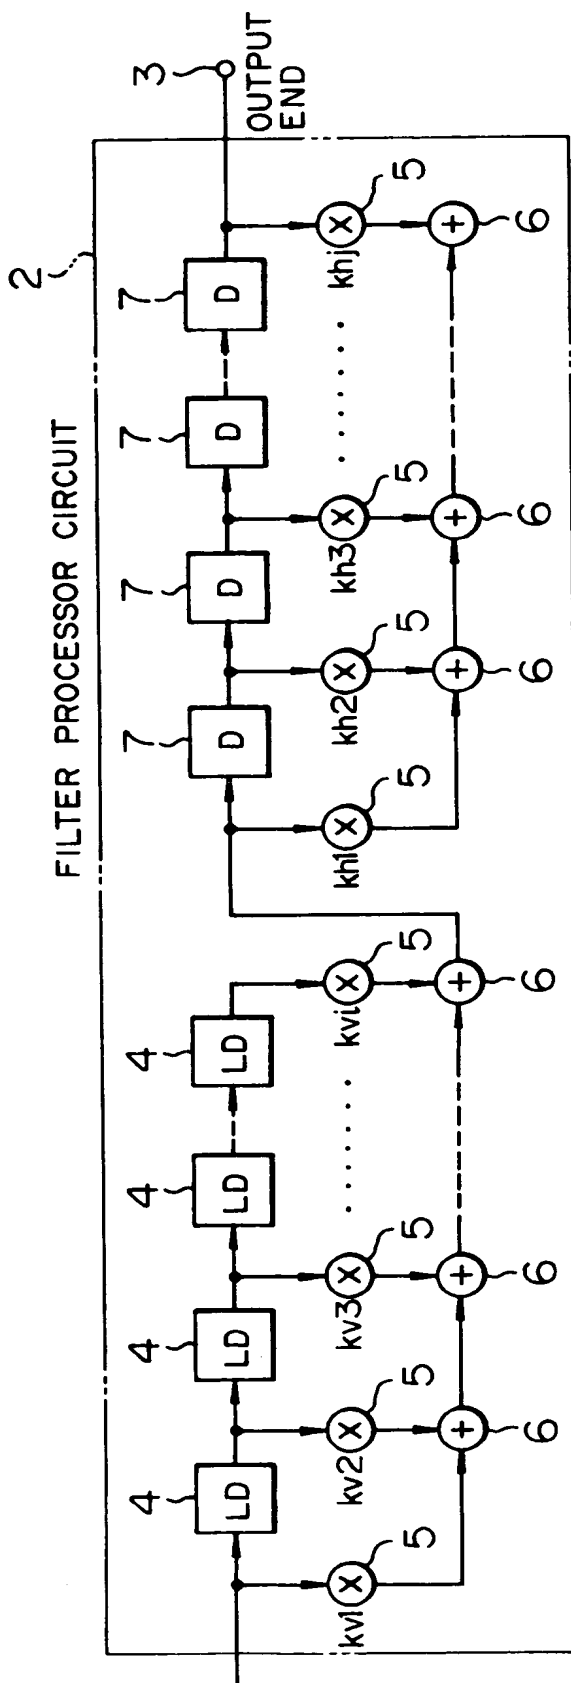 FILTER PROCESSOR CIRCUIT
2
3
OUTPUT
END
4 4 4 4 7 7 7 7
LD LD LD LD D D D D
5 5 5 5 5 5 5 5
X X X X X X X X
kv1 kv2 kv3 ······ kvi kh1 kh2 kh3 ······· khj
+ + + + + +
6 6 6 6 6 6